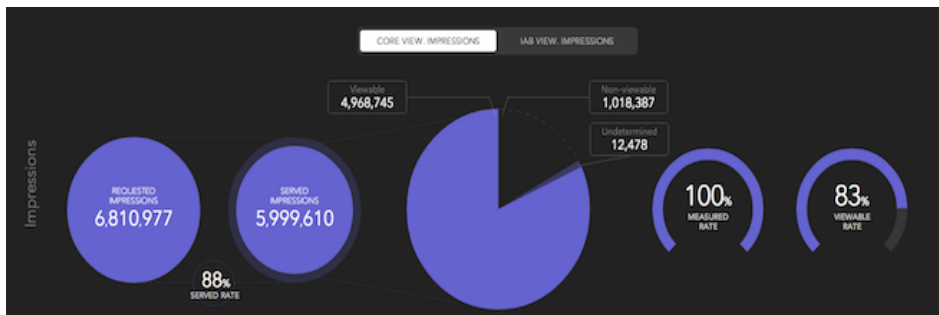 CORE VIEW. IMPRESSIONS
IAB VIEW. IMPRESSIONS
Viewable
4,968,745
Non-viewable
1,018,387
Undetermined
12,478
Impressions
REQUESTED
IMPRESSIONS
6,810,977
SERVED
IMPRESSIONS
5,999,610
88%
SERVED RATE
100%
MEASURED
RATE
83%
VIEWABLE
RATE